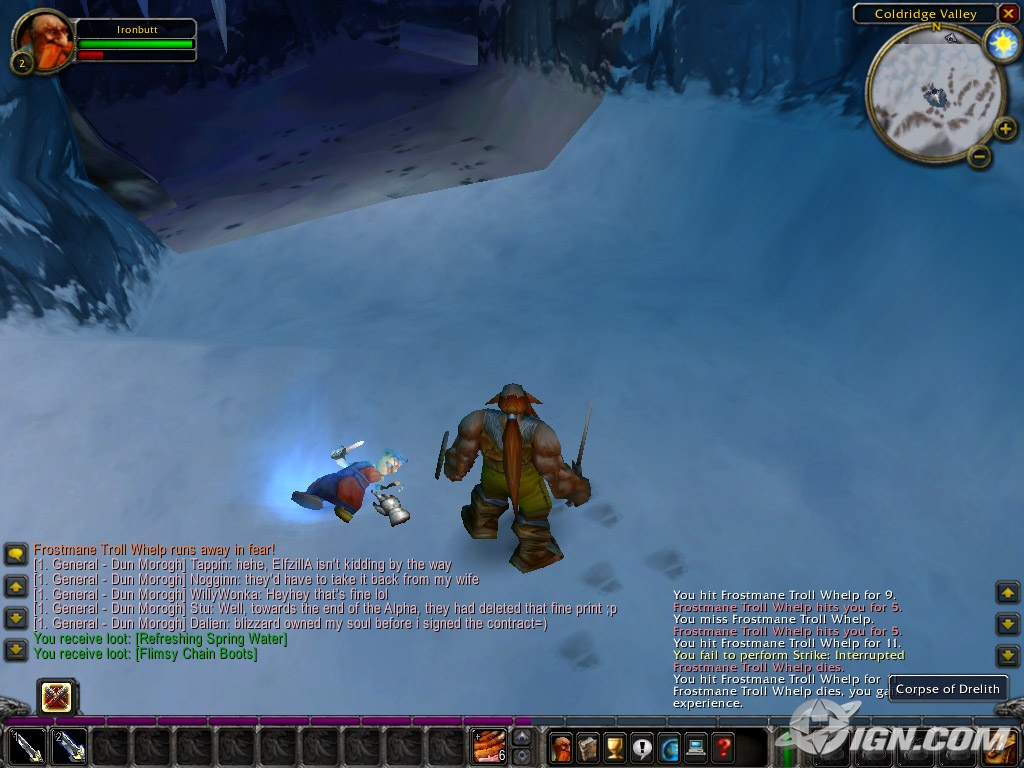 Ironbutt
2
Coldridge Valley
N
Frostmane Troll Whelp runs away in fear!
[1. General - Dun Morogh] Tappin: hehe, ElfzillA isn't kidding by the way
[1. General - Dun Morogh] Nogginn: they'd have to take it back from my wife
[1. General - Dun Morogh] WillyWonka: Heyhey that's fine lol
[1. General - Dun Morogh] Stu: Well, towards the end of the Alpha, they had deleted that fine print ;p
[1. General - Dun Morogh] Dalien: blizzard owned my soul before i signed the contract=)
You receive loot: [Refreshing Spring Water]
You receive loot: [Flimsy Chain Boots]
You hit Frostmane Troll Whelp for 9.
Frostmane Troll Whelp hits you for 5.
You miss Frostmane Troll Whelp.
Frostmane Troll Whelp hits you for 5.
You hit Frostmane Troll Whelp for 11.
You fail to perform Strike: Interrupted
Frostmane Troll Whelp dies.
You hit Frostmane Troll Whelp for
Frostmane Troll Whelp dies, you ga
experience.
Corpse of Drelith
1
2
6
IGN.COM